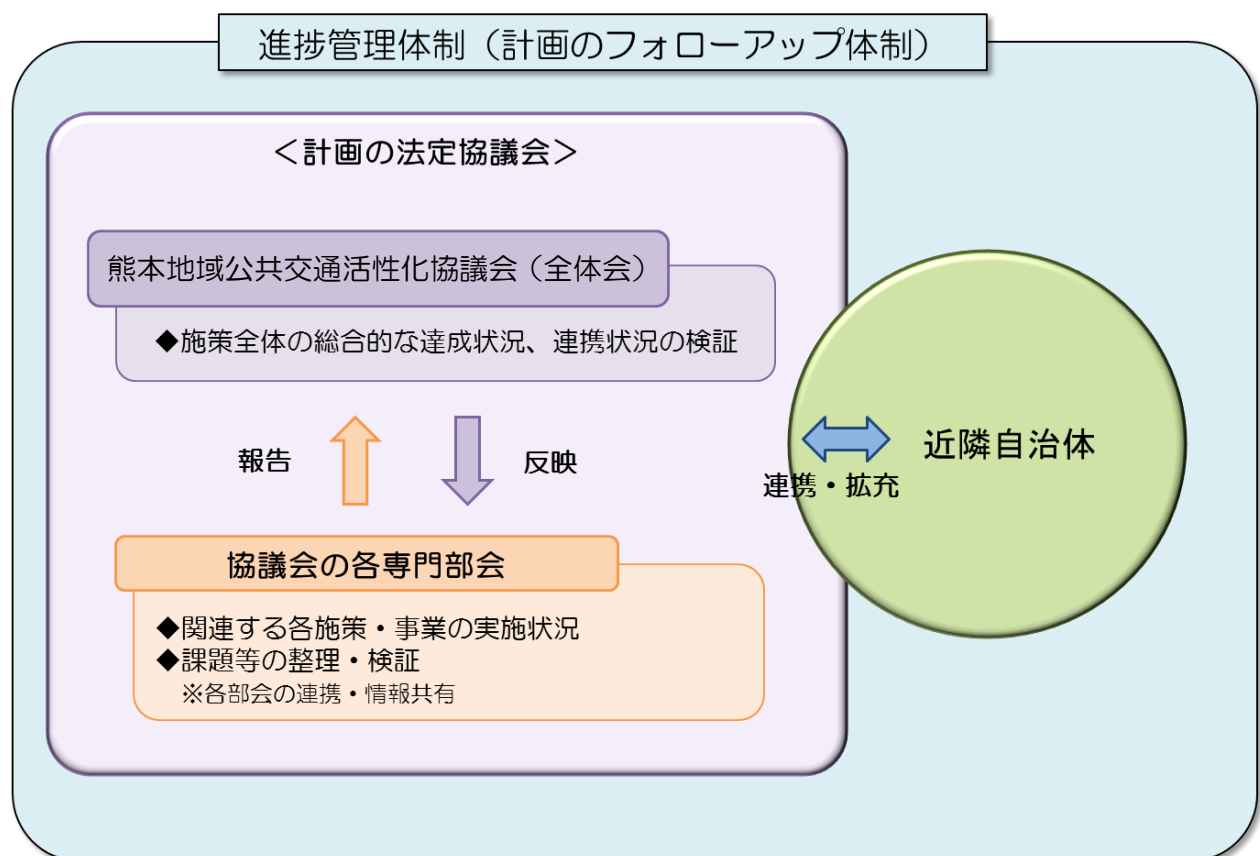 進捗管理体制（計画のフォローアップ体制）
＜計画の法定協議会＞
熊本地域公共交通活性化協議会（全体会）
◆施策全体の総合的な達成状況、連携状況の検証
報告
反映
近隣自治体
連携・拡充
協議会の各専門部会
◆関連する各施策・事業の実施状況
◆課題等の整理・検証
※各部会の連携・情報共有